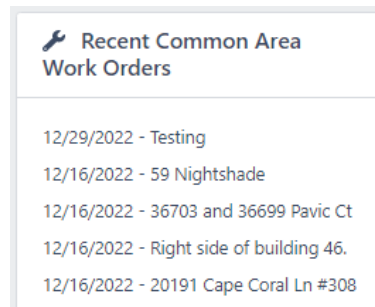 Recent Common Area
Work Orders
12/29/2022 - Testing
12/16/2022 - 59 Nightshade
12/16/2022 - 36703 and 36699 Pavic Ct
12/16/2022 - Right side of building 46.
12/16/2022 - 20191 Cape Coral Ln #308